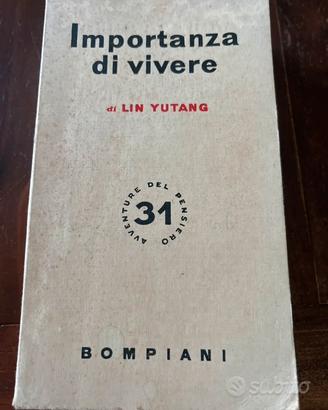 Importanza
di vivere
di LIN YUTANG
AVVENTURE DEL PENSIERO
31
BOMPIANI
subito